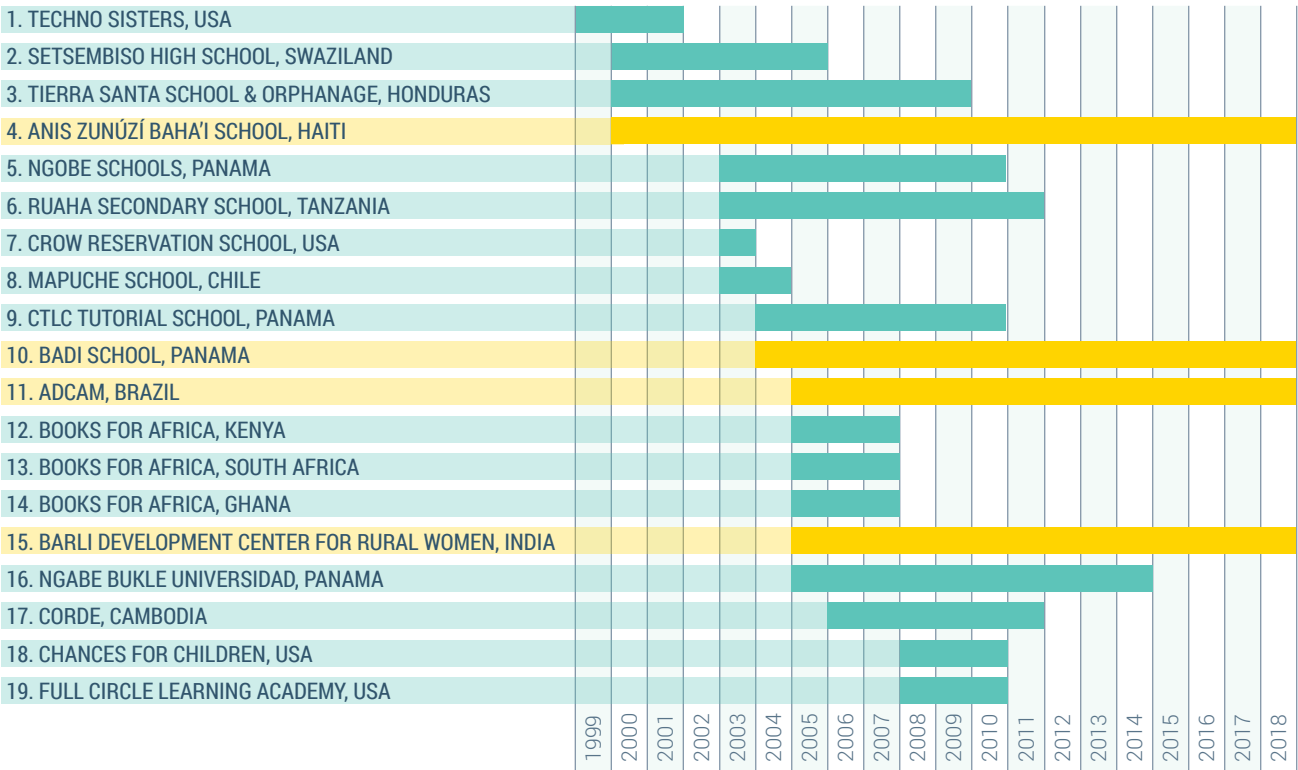 1. TECHNO SISTERS, USA
2. SETSEMBISO HIGH SCHOOL, SWAZILAND
3. TIERRA SANTA SCHOOL & ORPHANAGE, HONDURAS
4. ANIS ZUNÚZÍ BAHA'I SCHOOL, HAITI
5. NGOBE SCHOOLS, PANAMA
6. RUAHA SECONDARY SCHOOL, TANZANIA
7. CROW RESERVATION SCHOOL, USA
8. MAPUCHE SCHOOL, CHILE
9. CTLC TUTORIAL SCHOOL, PANAMA
10. BADI SCHOOL, PANAMA
11. ADCAM, BRAZIL
12. BOOKS FOR AFRICA, KENYA
13. BOOKS FOR AFRICA, SOUTH AFRICA
14. BOOKS FOR AFRICA, GHANA
15. BARLI DEVELOPMENT CENTER FOR RURAL WOMEN, INDIA
16. NGABE BUKLE UNIVERSIDAD, PANAMA
17. CORDE, CAMBODIA
18. CHANCES FOR CHILDREN, USA
19. FULL CIRCLE LEARNING ACADEMY, USA
1999
2000
2001
2002
2003
2004
2005
2006
2007
2008
2009
2010
2011
2012
2013
2014
2015
2016
2017
2018